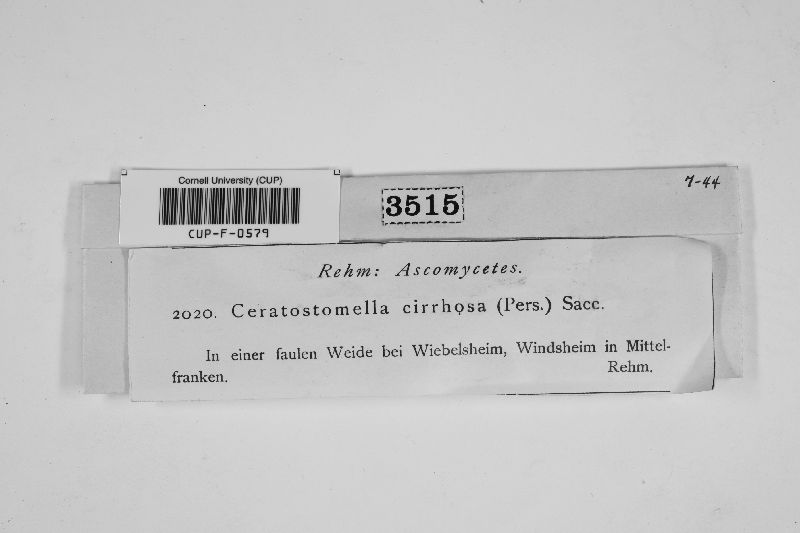 Cornell University (CUP)
CUP-F-0579
3515
7-44
Rehm: Ascomycetes.
2020. Ceratostomella cirrhosa (Pers.) Sacc.
In einer faulen Weide bei Wiebelsheim, Windsheim in Mittel-
franken.
Rehm.